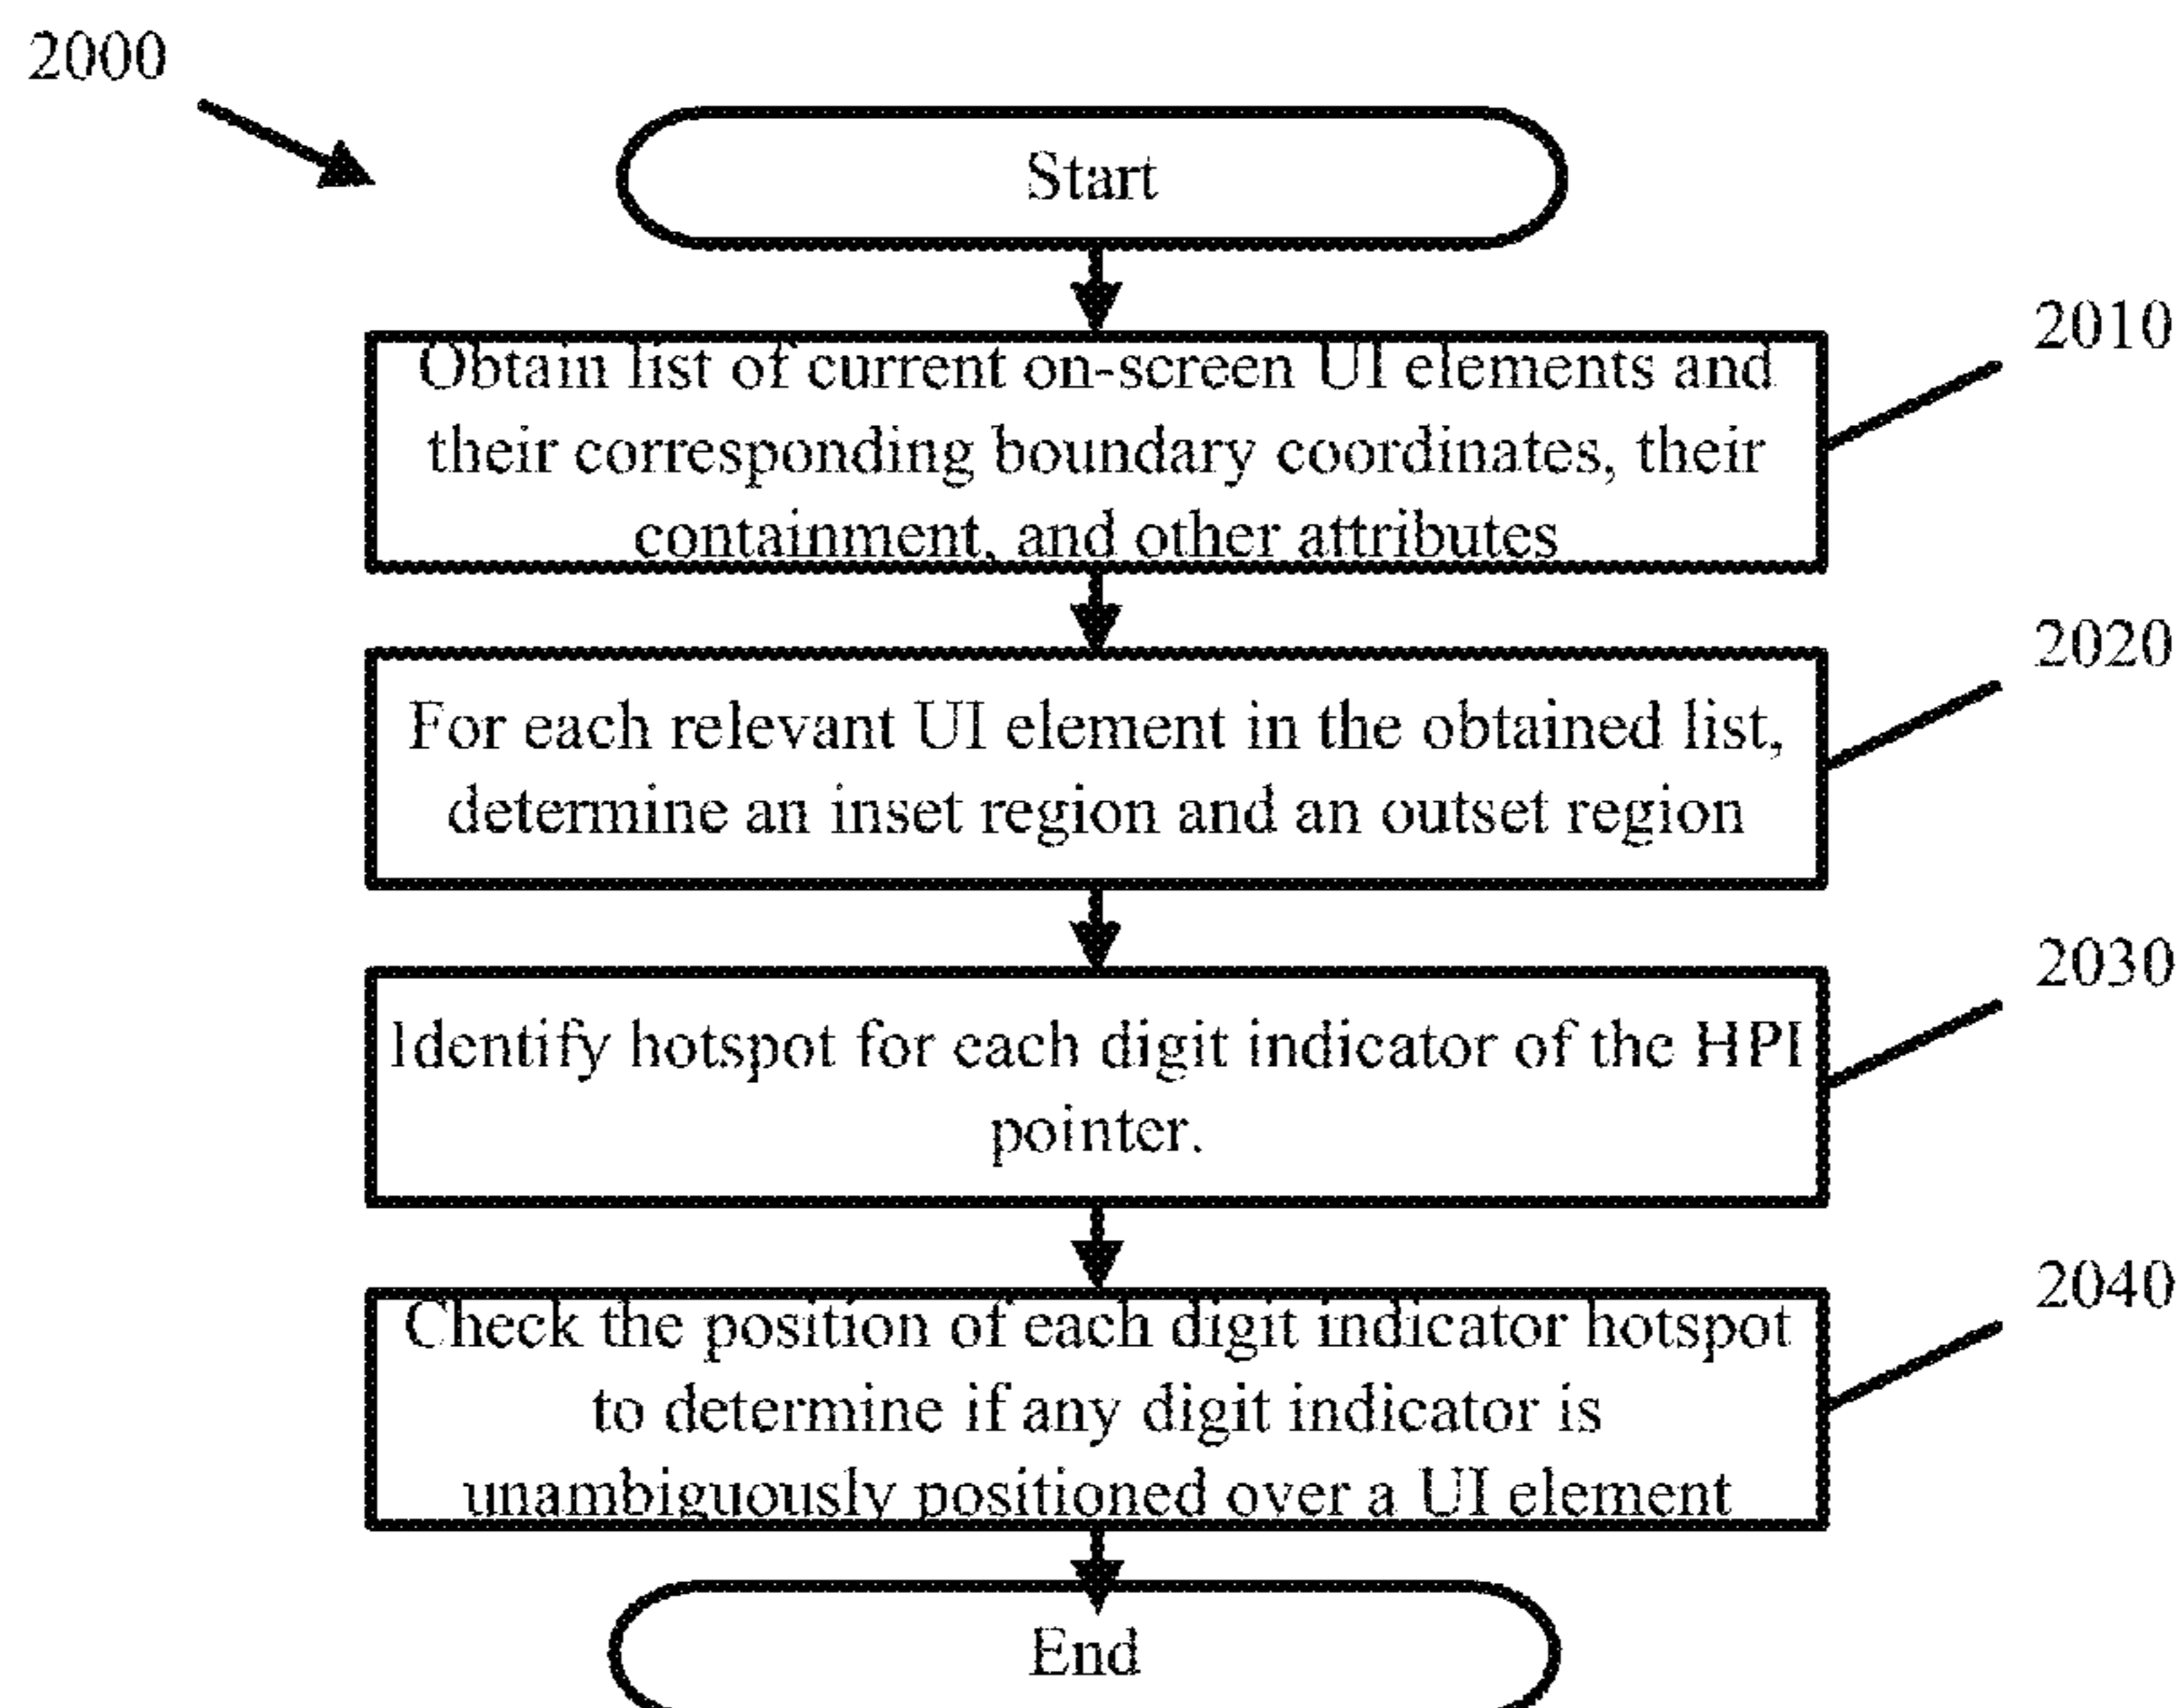 2000
Start
2010
Obtain list of current on-screen UI elements and
their corresponding boundary coordinates, their
containment, and other attributes
2020
For each relevant UI element in the obtained list,
determine an inset region and an outset region
2030
Identify hotspot for each digit indicator of the HPI
pointer.
2040
Check the position of each digit indicator hotspot
to determine if any digit indicator is
unambiguously positioned over a UI element
End